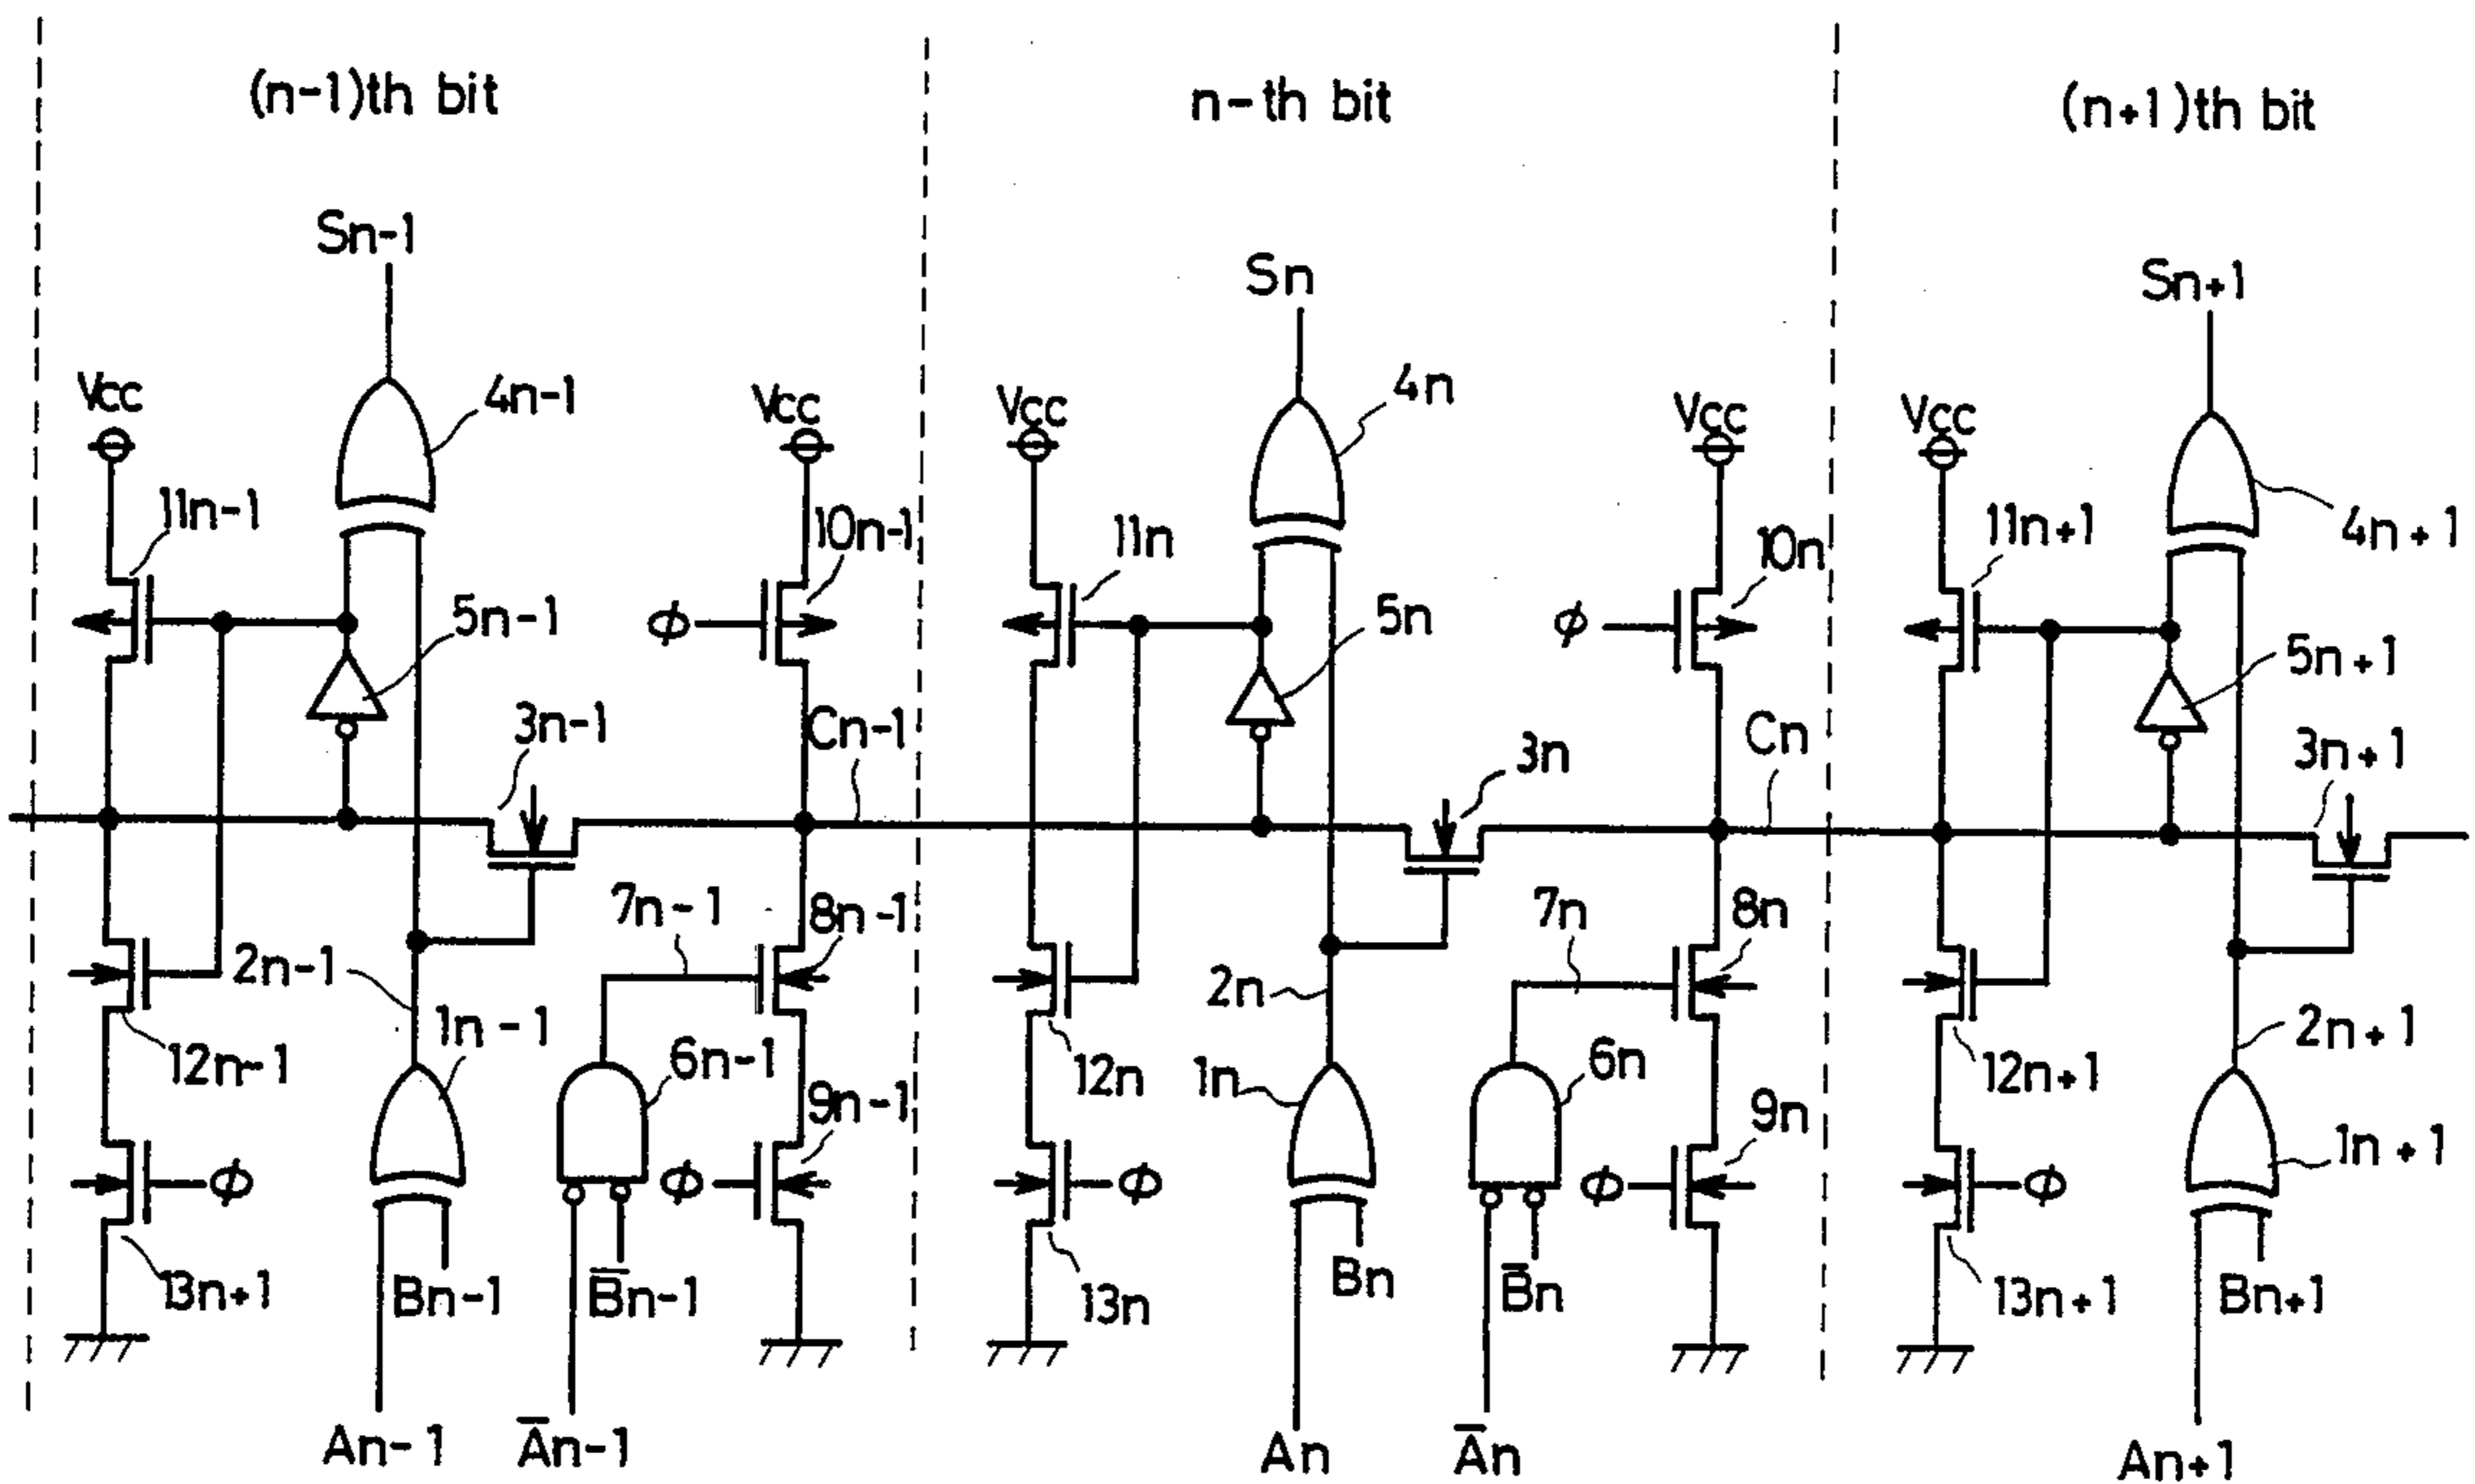 (n-1)th bit
n-th bit
(n+1)th bit
Sn-1
Sn
Sn+1
Vcc
4n-1
Vcc
Vcc
4n
Vcc
Vcc
4n+1
11n-1
10n-1
11n
10n
11n+1
ϕ
5n-1
5n
ϕ
5n+1
3n-1
Cn-1
3n
Cn
3n+1
7n-1
8n-1
7n
8n
2n-1
2n
2n+1
1n-1
12n-1
6n-1
12n
1n
6n
12n+1
9n-1
9n
1n+1
ϕ
ϕ
ϕ
ϕ
ϕ
13n+1
Bn-1
B̅n-1
13n
Bn
B̅n
13n+1
Bn+1
An-1
A̅n-1
An
A̅n
An+1